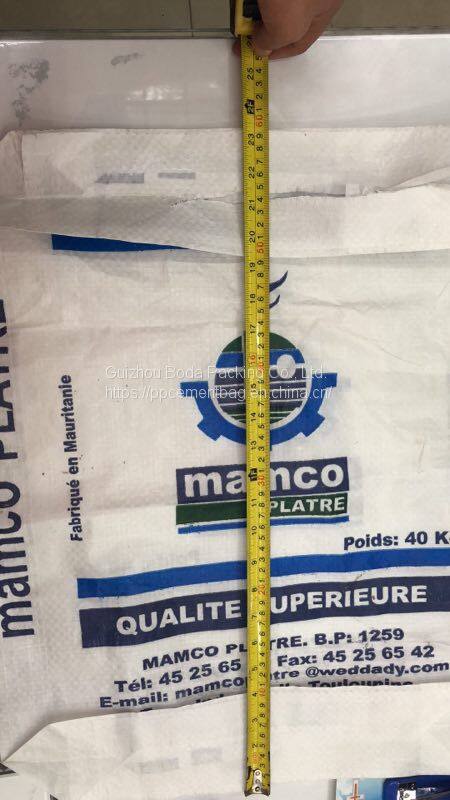 Guizhou Boda Packing Co., Ltd.
https://ppcementbag.en.china.cn/
mamco PLATRE
Fabriqué en Mauritanie
mamco
PLATRE
Poids: 40 K
QUALITE SUPERIEURE
MAMCO PLATRE. B.P: 1259
Tél: 45 25 65 Fax: 45 25 65 42
E-mail: @weddady.com